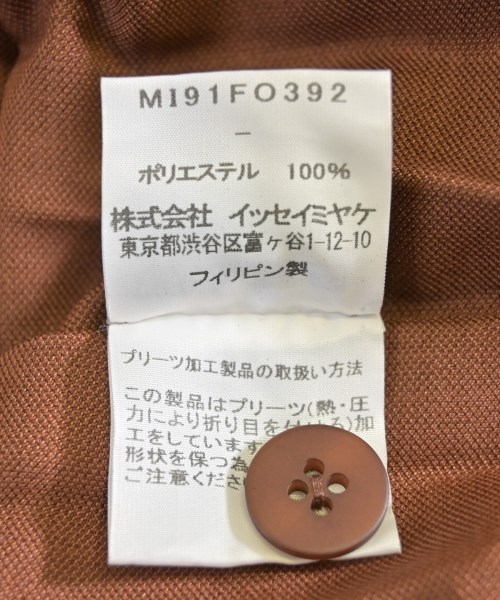 MI91FO392
—
ポリエステル 100%
株式会社 イッセイミヤケ
東京都渋谷区富ヶ谷1-12-10
フィリピン製
プリーツ加工製品の取扱い方法
この製品はプリーツ(熱・圧
力により折り目を付ける)加
工をしています
形状を保つ為
ご注意くださ